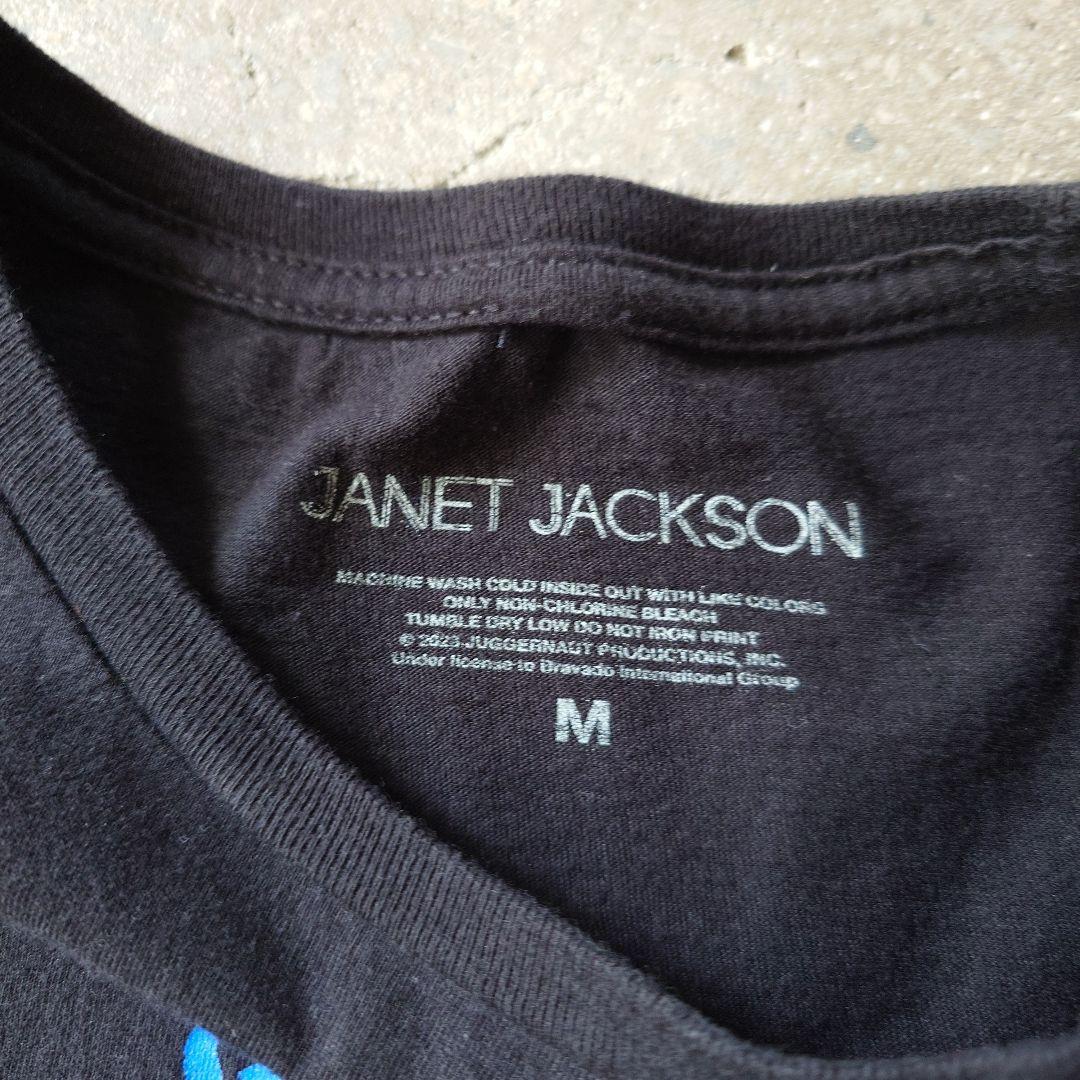 JANET JACKSON
MACHINE WASH COLD INSIDE OUT WITH LIKE COLORS
ONLY NON-CHLORINE BLEACH
TUMBLE DRY LOW DO NOT IRON PRINT
© 2023 JUGGERNAUT PRODUCTIONS, INC.
Under license to Bravado International Group
M